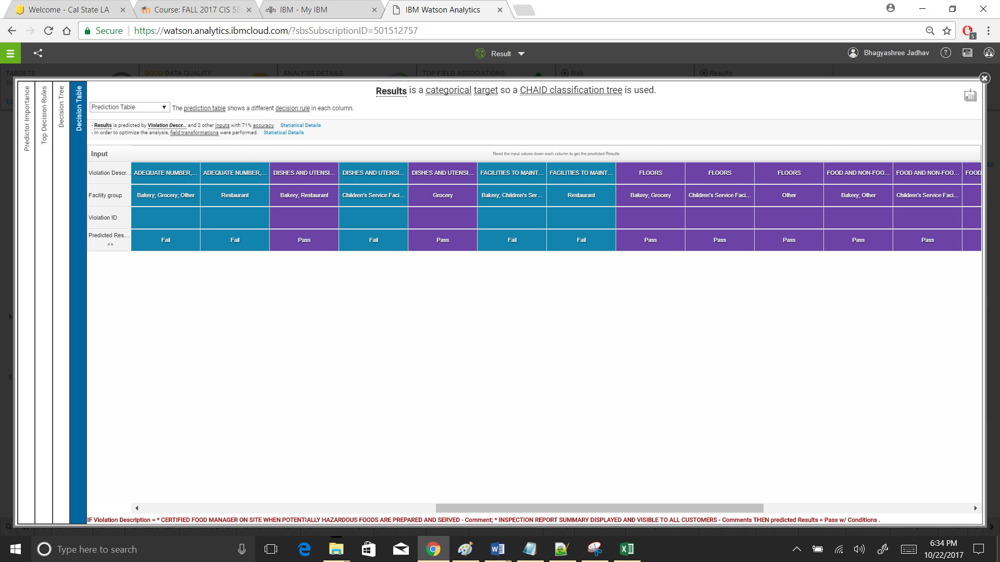 Welcome - Cal State LA
Course: FALL 2017 CIS 58
IBM - My IBM
IBM Watson Analytics
Secure
https://watson.analytics.ibmcloud.com/?sbsSubscriptionID=501512757
5
Result
Bhagyashree Jadhav
?
TARGETS
GOOD DATA QUALITY
ANALYSIS DETAILS
TOP FIELD ASSOCIATIONS
Risk
Results
Predictor Importance
Top Decision Rules
Decision Tree
Decision Table
Results is a categorical target so a CHAID classification tree is used.
Prediction Table
The prediction table shows a different decision rule in each column.
- Results is predicted by Violation Descr... and 2 other inputs with 71% accuracy. Statistical Details
- In order to optimize the analysis, field transformations were performed. Statistical Details
Input
Read the input values down each column to get the predicted Results
Violation Descr... ADEQUATE NUMBER,... ADEQUATE NUMBER,... DISHES AND UTENSI... DISHES AND UTENSI... DISHES AND UTENSI... FACILITIES TO MAINT... FACILITIES TO MAINT... FLOORS FLOORS FLOORS FOOD AND NON-FOO... FOOD AND NON-FOO... FOOD
Facility group Bakery; Grocery; Other Restaurant Bakery; Restaurant Children's Service Faci... Grocery Bakery; Children's Ser... Restaurant Bakery; Grocery Children's Service Faci... Other Bakery; Other Children's Service Faci...
Violation ID
Predicted Res... Fail Fail Pass Fail Pass Fail Fail Pass Pass Pass Pass Pass
IF Violation Description = * CERTIFIED FOOD MANAGER ON SITE WHEN POTENTIALLY HAZARDOUS FOODS ARE PREPARED AND SERVED - Comment; * INSPECTION REPORT SUMMARY DISPLAYED AND VISIBLE TO ALL CUSTOMERS - Comments THEN predicted Results = Pass w/ Conditions .
Type here to search
6:34 PM
10/22/2017